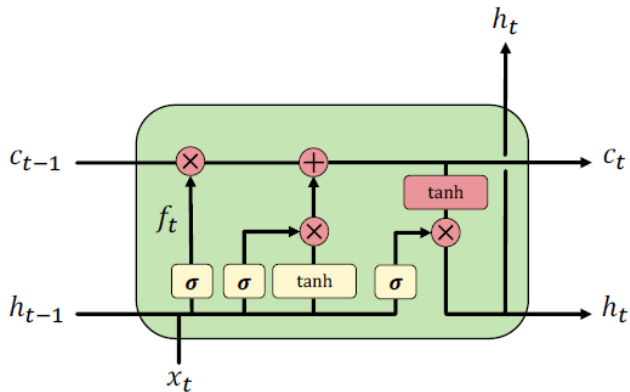 h_t
c_{t−1} × + c_t
tanh
f_t × ×
σ σ tanh σ
h_{t−1} h_t
x_t